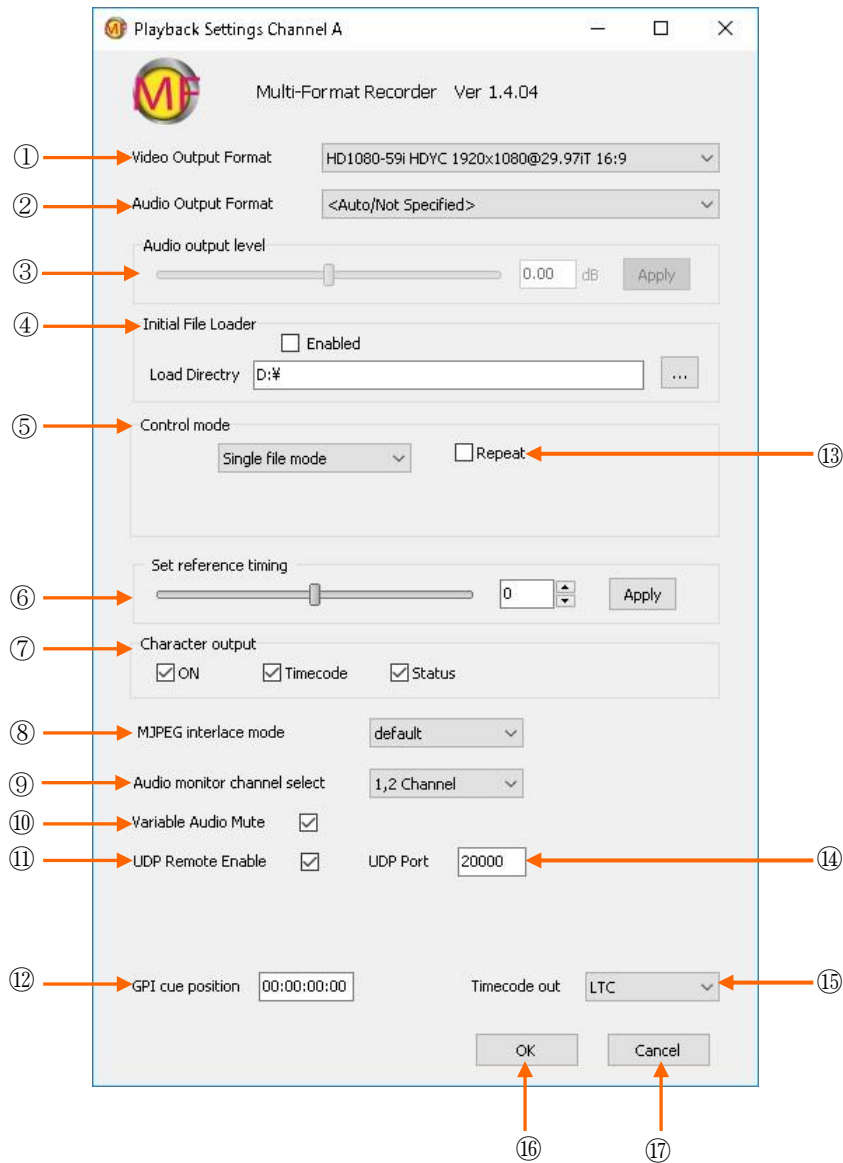 MF Playback Settings Channel A
MF Multi-Format Recorder Ver 1.4.04
① Video Output Format HD1080-59i HDYC 1920x1080@29.97iT 16:9
② Audio Output Format <Auto/Not Specified>
Audio output level
③ 0.00 dB Apply
④ Initial File Loader
Enabled
Load Directry D:¥ ...
⑤ Control mode
Single file mode Repeat ⑬
Set reference timing
⑥ 0 Apply
⑦ Character output
ON Timecode Status
⑧ MJPEG interlace mode default
⑨ Audio monitor channel select 1,2 Channel
⑩ Variable Audio Mute
⑪ UDP Remote Enable UDP Port 20000 ⑭
⑫ GPI cue position 00:00:00:00 Timecode out LTC ⑮
OK Cancel
⑯ ⑰